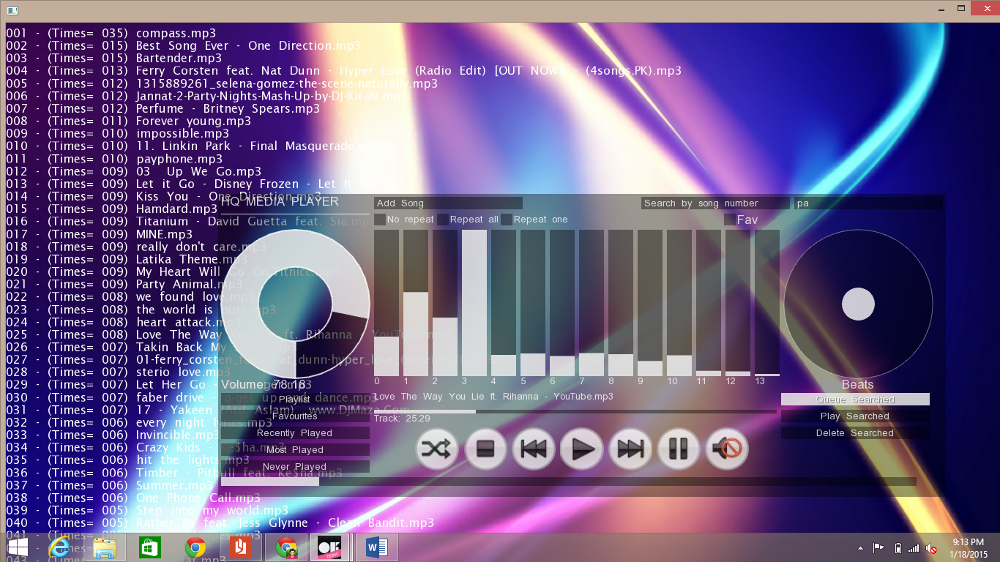 001 - (Times= 035) compass.mp3
002 - (Times= 015) Best Song Ever - One Direction.mp3
003 - (Times= 015) Bartender.mp3
004 - (Times= 013) Ferry Corsten feat. Nat Dunn - Hyper Love (Radio Edit) [OUT NOW!] - (4songs.PK).mp3
005 - (Times= 012) 1315889261_selena-gomez-the-scene-naturally.mp3
006 - (Times= 012) Jannat-2-Party-Nights-Mash-Up-by-DJ-KiraN.mp3
007 - (Times= 012) Perfume - Britney Spears.mp3
008 - (Times= 011) Forever young.mp3
009 - (Times= 010) impossible.mp3
010 - (Times= 010) 11. Linkin Park - Final Masquerade.mp3
011 - (Times= 010) payphone.mp3
012 - (Times= 009) 03 Up We Go.mp3
013 - (Times= 009) Let it Go - Disney Frozen - Let It Go.mp3
014 - (Times= 009) Kiss You - One Direction.mp3
015 - (Times= 009) Hamdard.mp3
016 - (Times= 009) Titanium - David Guetta feat. Sia.mp3
017 - (Times= 009) MINE.mp3
018 - (Times= 009) really don't care.mp3
019 - (Times= 009) Latika Theme.mp3
020 - (Times= 009) My Heart Will Go On,Titnicc.mp3
021 - (Times= 009) Party Animal.mp3
022 - (Times= 008) we found love.mp3
023 - (Times= 008) the world is ours.mp3
024 - (Times= 008) heart attack.mp3
025 - (Times= 008) Love The Way ft. Rihanna - YouTube.mp3
026 - (Times= 007) Takin Back My
027 - (Times= 007) 01-ferry_corsten_feat._nat_dunn-hyper_love_
028 - (Times= 007) sterio love.mp3
029 - (Times= 007) Let Her Go -
030 - (Times= 007) faber drive - g-get up and dance.mp3
031 - (Times= 007) 17 - Yakeen (Atif Aslam) www.DJMaza.Com
032 - (Times= 006) every night lyrics.mp3
033 - (Times= 006) Invincible.mp3
034 - (Times= 006) Crazy Kids - Ke$ha.mp3
035 - (Times= 006) hit the lights.mp3
036 - (Times= 006) Timber - Pitbull feat. Ke$ha.mp3
037 - (Times= 006) Summer.mp3
038 - (Times= 006) One Phone Call.mp3
039 - (Times= 005) Step into my world.mp3
040 - (Times= 005) Rather Be feat. Jess Glynne - Clean Bandit.mp3
HQ MEDIA PLAYER
Add Song
Search by song number
pa
No repeat
Repeat all
Repeat one
Fav
0 1 2 3 4 5 6 7 8 9 10 11 12 13
Volume: 78.18
Beats
Love The Way You Lie ft. Rihanna - YouTube.mp3
Track: 25.29
Playlist
Favourites
Recently Played
Most Played
Never Played
Queue Searched
Play Searched
Delete Searched
9:13 PM
1/18/2015